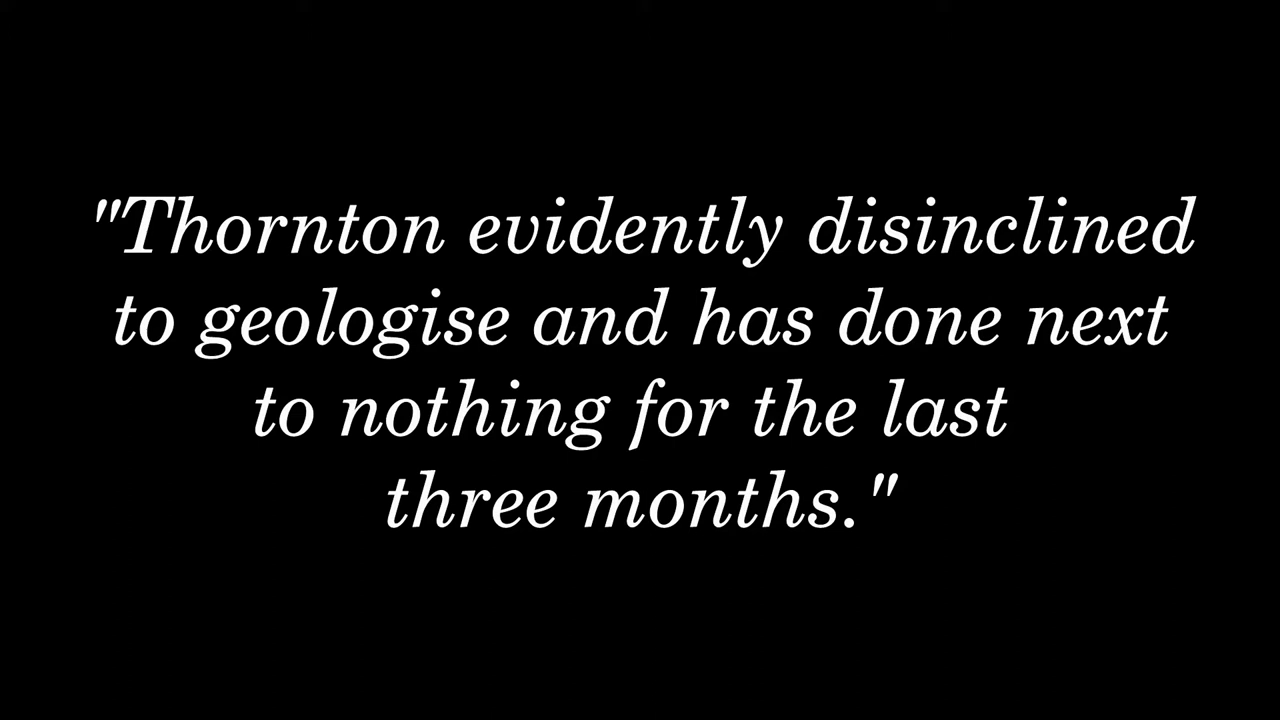 "Thornton evidently disinclined
to geologise and has done next
to nothing for the last
three months."